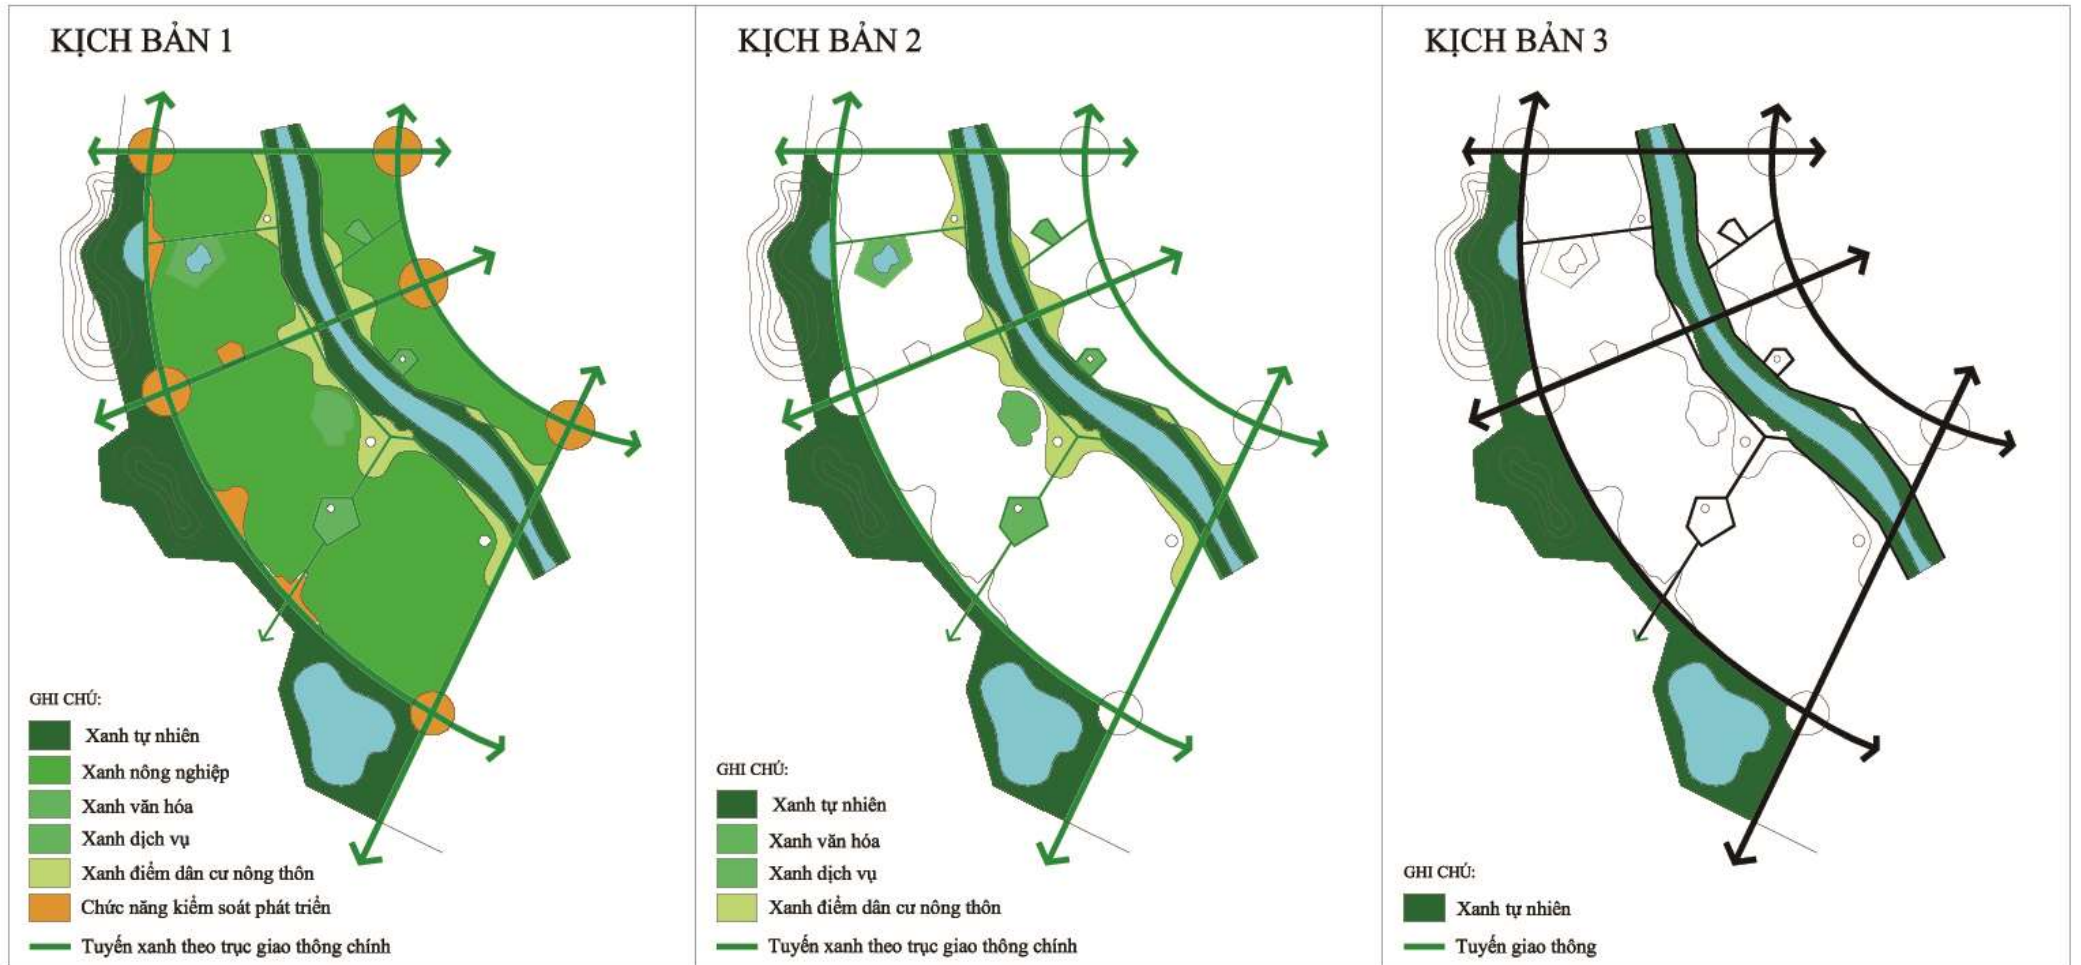 KỊCH BẢN 1
GHI CHÚ:
Xanh tự nhiên
Xanh nông nghiệp
Xanh văn hóa
Xanh dịch vụ
Xanh điểm dân cư nông thôn
Chức năng kiểm soát phát triển
Tuyến xanh theo trục giao thông chính
KỊCH BẢN 2
GHI CHÚ:
Xanh tự nhiên
Xanh văn hóa
Xanh dịch vụ
Xanh điểm dân cư nông thôn
Tuyến xanh theo trục giao thông chính
KỊCH BẢN 3
GHI CHÚ:
Xanh tự nhiên
Tuyến giao thông